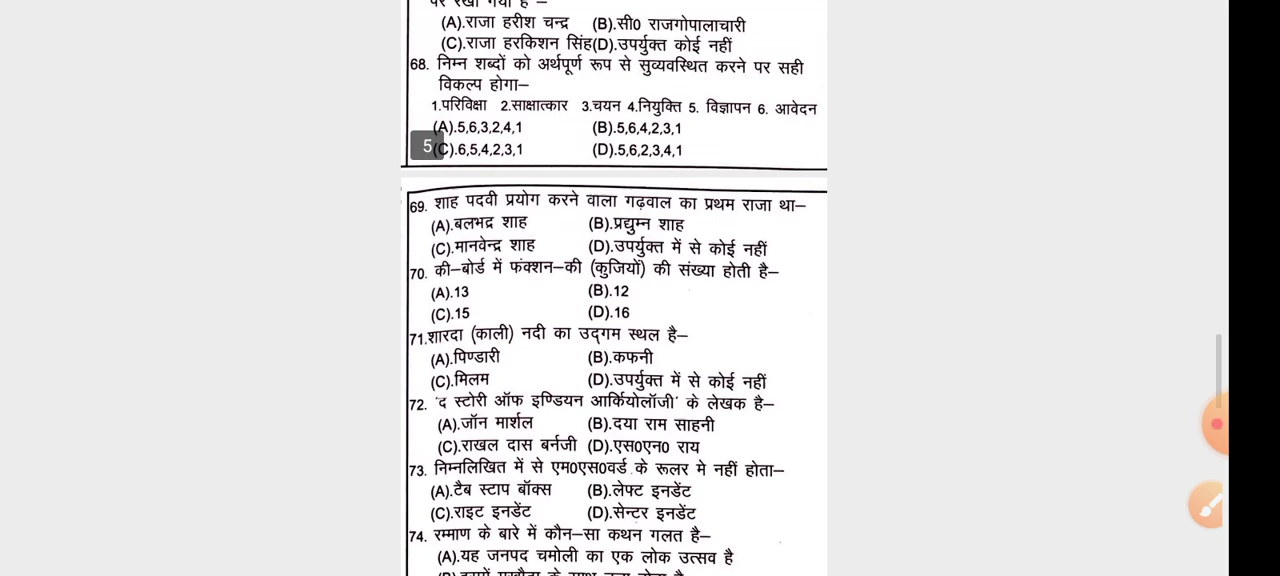 पर रखा गया है –
(A).राजा हरीश चन्द्र (B).सी0 राजगोपालाचारी
(C).राजा हरकिशन सिंह(D).उपर्युक्त कोई नहीं
68. निम्न शब्दों को अर्थपूर्ण रूप से सुव्यवस्थित करने पर सही
विकल्प होगा–
1.परिविक्षा 2.साक्षात्कार 3.चयन 4.नियुक्ति 5. विज्ञापन 6. आवेदन
(A).5,6,3,2,4,1 (B).5,6,4,2,3,1
5
(C).6,5,4,2,3,1 (D).5,6,2,3,4,1
69. शाह पदवी प्रयोग करने वाला गढ़वाल का प्रथम राजा था–
(A).बलभद्र शाह (B).प्रद्युम्न शाह
(C).मानवेन्द्र शाह (D).उपर्युक्त में से कोई नहीं
70. की–बोर्ड में फंक्शन–की (कुजियों) की संख्या होती है–
(A).13 (B).12
(C).15 (D).16
71.शारदा (काली) नदी का उद्गम स्थल है–
(A).पिण्डारी (B).कफनी
(C).मिलम (D).उपर्युक्त में से कोई नहीं
72. 'द स्टोरी ऑफ इण्डियन आर्कियोलॉजी' के लेखक है–
(A).जॉन मार्शल (B).दया राम साहनी
(C).राखल दास बर्नजी (D).एस0एन0 राय
73. निम्नलिखित में से एम0एस0वर्ड के रूलर मे नहीं होता–
(A).टैब स्टाप बॉक्स (B).लेफ्ट इनडेंट
(C).राइट इनडेंट (D).सेन्टर इनडेंट
74. रम्माण के बारे में कौन–सा कथन गलत है–
(A).यह जनपद चमोली का एक लोक उत्सव है